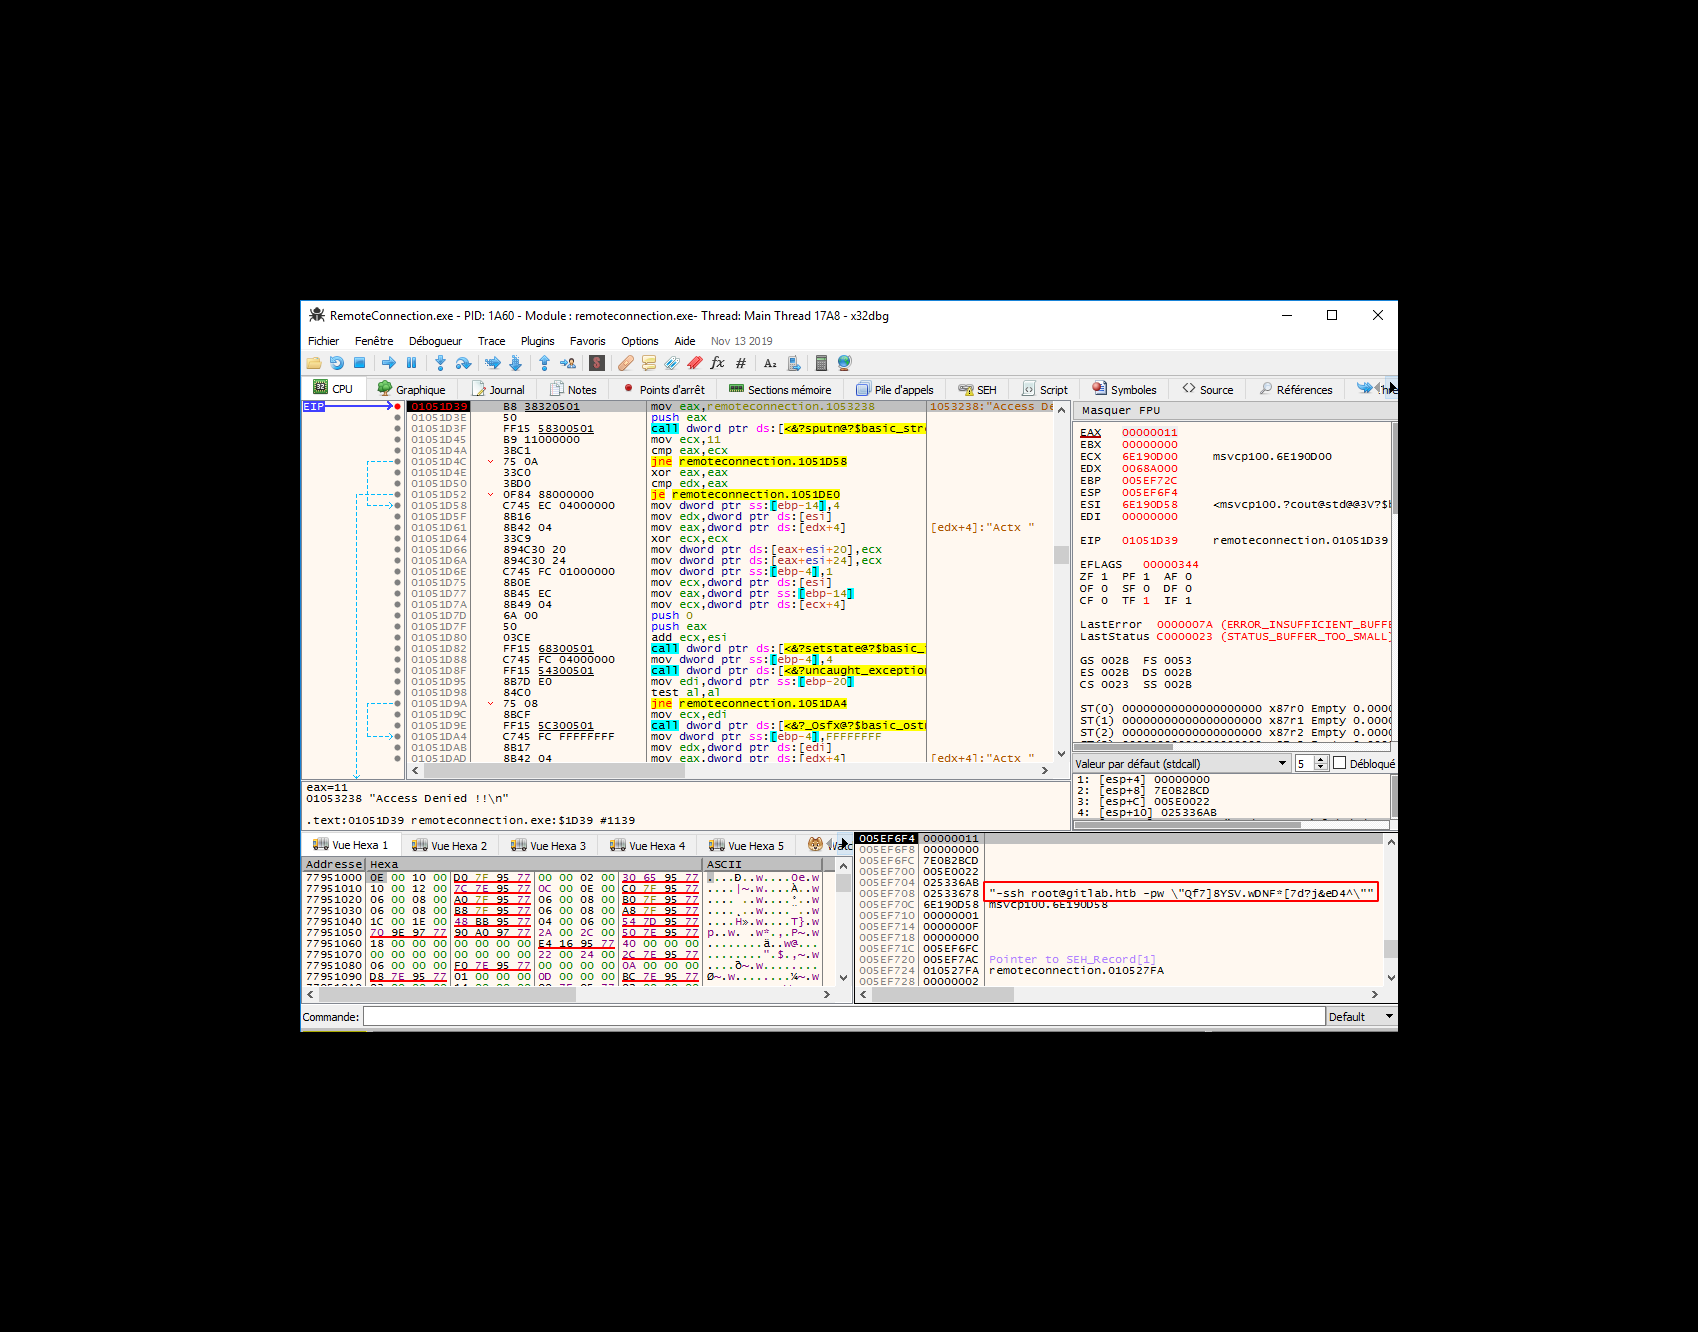 RemoteConnection.exe - PID: 1A60 - Module : remoteconnection.exe- Thread: Main Thread 17A8 - x32dbg
Fichier Fenêtre Débogueur Trace Plugins Favoris Options Aide Nov 13 2019
CPU Graphique Journal Notes Points d'arrêt Sections mémoire Pile d'appels SEH Script Symboles Source Références
EIP
01051D39 B8 38320501 mov eax,remoteconnection.1053238 1053238:"Access De
01051D3E 50 push eax
01051D3F FF15 58300501 call dword ptr ds:[<&?sputn@?$basic_str
01051D45 B9 11000000 mov ecx,11
01051D4A 3BC1 cmp eax,ecx
01051D4C 75 0A jne remoteconnection.1051D58
01051D4E 33C0 xor eax,eax
01051D50 3BD0 cmp edx,eax
01051D52 0F84 88000000 je remoteconnection.1051DE0
01051D58 C745 EC 04000000 mov dword ptr ss:[ebp-14],4
01051D5F 8B16 mov edx,dword ptr ds:[esi]
01051D61 8B42 04 mov eax,dword ptr ds:[edx+4] [edx+4]:"Actx "
01051D64 33C9 xor ecx,ecx
01051D66 894C30 20 mov dword ptr ds:[eax+esi+20],ecx
01051D6A 894C30 24 mov dword ptr ds:[eax+esi+24],ecx
01051D6E C745 FC 01000000 mov dword ptr ss:[ebp-4],1
01051D75 8B0E mov ecx,dword ptr ds:[esi]
01051D77 8B45 EC mov eax,dword ptr ss:[ebp-14]
01051D7A 8B49 04 mov ecx,dword ptr ds:[ecx+4]
01051D7D 6A 00 push 0
01051D7F 50 push eax
01051D80 03CE add ecx,esi
01051D82 FF15 68300501 call dword ptr ds:[<&?setstate@?$basic_
01051D88 C745 FC 04000000 mov dword ptr ss:[ebp-4],4
01051D8F FF15 54300501 call dword ptr ds:[<&?uncaught_exception
01051D95 8B7D E0 mov edi,dword ptr ss:[ebp-20]
01051D98 84C0 test al,al
01051D9A 75 08 jne remoteconnection.1051DA4
01051D9C 8BCF mov ecx,edi
01051D9E FF15 5C300501 call dword ptr ds:[<&?_Osfx@?$basic_ost
01051DA4 C745 FC FFFFFFFF mov dword ptr ss:[ebp-4],FFFFFFFF
01051DAB 8B17 mov edx,dword ptr ds:[edi]
01051DAD 8B42 04 mov eax,dword ptr ds:[edx+4] [edx+4]:"Actx "
Masquer FPU
EAX 00000011
EBX 00000000
ECX 6E190D00 msvcp100.6E190D00
EDX 0068A000
EBP 005EF72C
ESP 005EF6F4
ESI 6E190D58 <msvcp100.?cout@std@@3V?$b
EDI 00000000
EIP 01051D39 remoteconnection.01051D39
EFLAGS 00000344
ZF 1 PF 1 AF 0
OF 0 SF 0 DF 0
CF 0 TF 1 IF 1
LastError 0000007A (ERROR_INSUFFICIENT_BUFFE
LastStatus C0000023 (STATUS_BUFFER_TOO_SMALL)
GS 002B FS 0053
ES 002B DS 002B
CS 0023 SS 002B
ST(0) 00000000000000000000 x87r0 Empty 0.000
ST(1) 00000000000000000000 x87r1 Empty 0.000
ST(2) 00000000000000000000 x87r2 Empty 0.000
Valeur par défaut (stdcall) 5 Débloqué
1: [esp+4] 00000000
2: [esp+8] 7E0B2BCD
3: [esp+C] 005E0022
4: [esp+10] 025336AB
eax=11
01053238 "Access Denied !!\n"
.text:01051D39 remoteconnection.exe:$1D39 #1139
Vue Hexa 1 Vue Hexa 2 Vue Hexa 3 Vue Hexa 4 Vue Hexa 5
Addresse Hexa ASCII
77951000 0E 00 10 00 D0 7F 95 77 00 00 02 00 30 65 95 77 ....Ð..w....0e.w
77951010 10 00 12 00 7C 7E 95 77 0C 00 0E 00 C0 7F 95 77 ....|~.w....À..w
77951020 06 00 08 00 A0 7F 95 77 06 00 08 00 B0 7F 95 77 .... ..w....°..w
77951030 06 00 08 00 B8 7F 95 77 06 00 08 00 A8 7F 95 77 ....¸..w....¨..w
77951040 1C 00 1E 00 48 BB 95 77 04 00 06 00 54 7D 95 77 ....H».w....T}.w
77951050 70 9E 97 77 90 A0 97 77 2A 00 2C 00 50 7E 95 77 p..w. .w*.,.P~.w
77951060 18 00 00 00 00 00 00 00 E4 16 95 77 40 00 00 00 ........ä..w@...
77951070 00 00 00 00 00 00 00 00 22 00 24 00 2C 7E 95 77 ........".$.,~.w
77951080 06 00 00 00 F0 7E 95 77 00 00 00 00 0A 00 00 00 ....ð~.w........
77951090 D8 7E 95 77 01 00 00 00 0D 00 00 00 BC 7E 95 77 Ø~.w........¼~.w
005EF6F4 00000011
005EF6F8 00000000
005EF6FC 7E0B2BCD
005EF700 005E0022
005EF704 025336AB
005EF708 02533678 "-ssh root@gitlab.htb -pw \"Qf7]8YSV.wDNF*[7d?j&eD4^\""
005EF70C 6E190D58 msvcp100.6E190D58
005EF710 00000001
005EF714 0000000F
005EF718 00000000
005EF71C 005EF6FC
005EF720 005EF7AC Pointer to SEH_Record[1]
005EF724 010527FA remoteconnection.010527FA
005EF728 00000002
Commande: Default